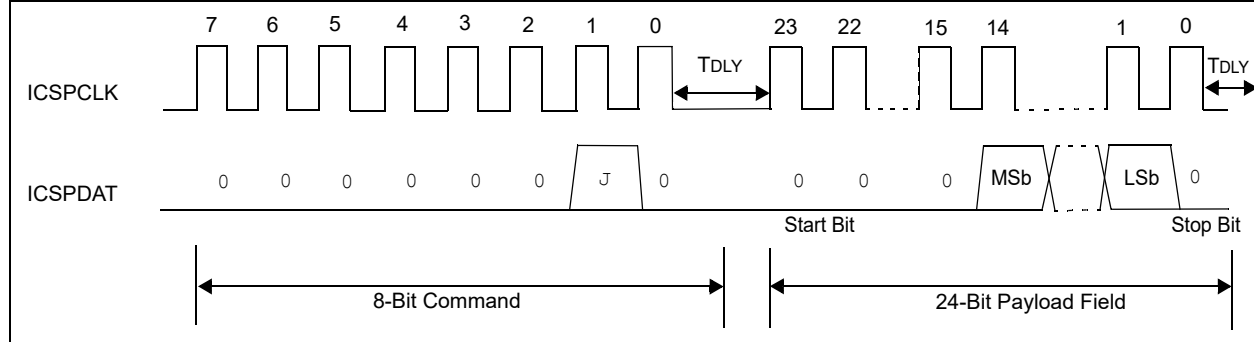 7 6 5 4 3 2 1 0 23 22 15 14 1 0
TDLY TDLY
ICSPCLK
ICSPDAT 0 0 0 0 0 0 J 0 0 0 0 MSb LSb 0
Start Bit Stop Bit
8-Bit Command 24-Bit Payload Field